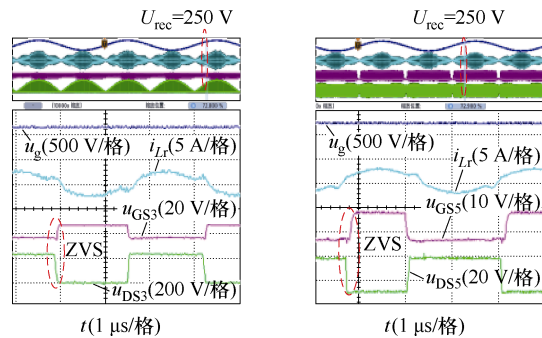 U_rec=250 V
72.800 %
u_g(500 V/格)
i_Lr(5 A/格)
u_GS3(20 V/格)
ZVS
u_DS3(200 V/格)
t(1 μs/格)
U_rec=250 V
u_g(500 V/格)
i_Lr(5 A/格)
u_GS5(10 V/格)
ZVS
u_DS5(20 V/格)
t(1 μs/格)